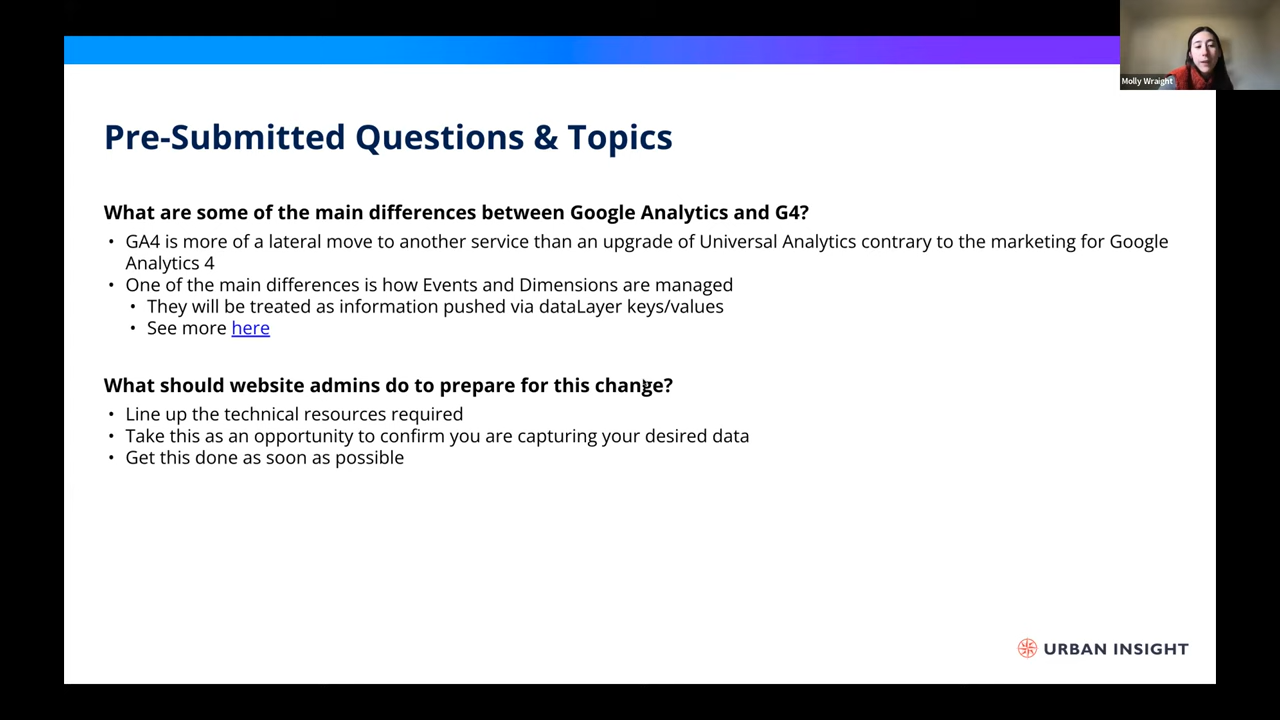 Molly Wraight
Pre-Submitted Questions & Topics
What are some of the main differences between Google Analytics and G4?
• GA4 is more of a lateral move to another service than an upgrade of Universal Analytics contrary to the marketing for Google
Analytics 4
• One of the main differences is how Events and Dimensions are managed
• They will be treated as information pushed via dataLayer keys/values
• See more here
What should website admins do to prepare for this change?
• Line up the technical resources required
• Take this as an opportunity to confirm you are capturing your desired data
• Get this done as soon as possible
URBAN INSIGHT